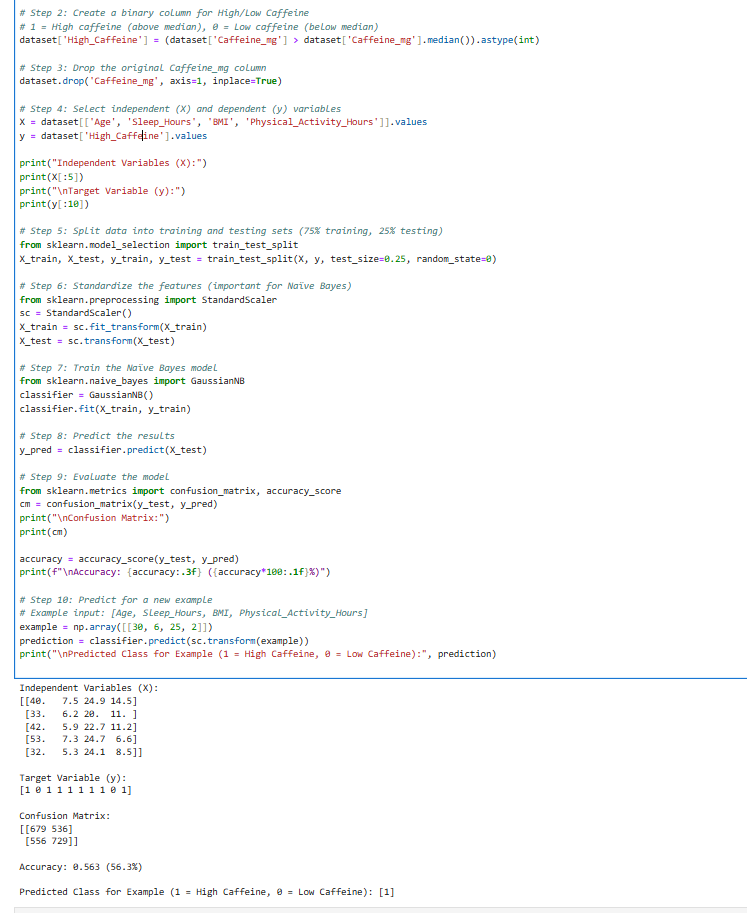 # Step 2: Create a binary column for High/Low Caffeine
# 1 = High caffeine (above median), 0 = Low caffeine (below median)
dataset['High_Caffeine'] = (dataset['Caffeine_mg'] > dataset['Caffeine_mg'].median()).astype(int)

# Step 3: Drop the original Caffeine_mg column
dataset.drop('Caffeine_mg', axis=1, inplace=True)

# Step 4: Select independent (X) and dependent (y) variables
X = dataset[['Age', 'Sleep_Hours', 'BMI', 'Physical_Activity_Hours']].values
y = dataset['High_Caffeine'].values

print("Independent Variables (X):")
print(X[:5])
print("\nTarget Variable (y):")
print(y[:10])

# Step 5: Split data into training and testing sets (75% training, 25% testing)
from sklearn.model_selection import train_test_split
X_train, X_test, y_train, y_test = train_test_split(X, y, test_size=0.25, random_state=0)

# Step 6: Standardize the features (important for Naïve Bayes)
from sklearn.preprocessing import StandardScaler
sc = StandardScaler()
X_train = sc.fit_transform(X_train)
X_test = sc.transform(X_test)

# Step 7: Train the Naïve Bayes model
from sklearn.naive_bayes import GaussianNB
classifier = GaussianNB()
classifier.fit(X_train, y_train)

# Step 8: Predict the results
y_pred = classifier.predict(X_test)

# Step 9: Evaluate the model
from sklearn.metrics import confusion_matrix, accuracy_score
cm = confusion_matrix(y_test, y_pred)
print("\nConfusion Matrix:")
print(cm)

accuracy = accuracy_score(y_test, y_pred)
print(f"\nAccuracy: {accuracy:.3f} ({accuracy*100:.1f}%)")

# Step 10: Predict for a new example
# Example input: [Age, Sleep_Hours, BMI, Physical_Activity_Hours]
example = np.array([[30, 6, 25, 2]])
prediction = classifier.predict(sc.transform(example))
print("\nPredicted Class for Example (1 = High Caffeine, 0 = Low Caffeine):", prediction)

Independent Variables (X):
[[40.   7.5 24.9 14.5]
 [33.   6.2 20.  11. ]
 [42.   5.9 22.7 11.2]
 [53.   7.3 24.7  6.6]
 [32.   5.3 24.1  8.5]]

Target Variable (y):
[1 0 1 1 1 1 1 1 0 1]

Confusion Matrix:
[[679 536]
 [556 729]]

Accuracy: 0.563 (56.3%)

Predicted Class for Example (1 = High Caffeine, 0 = Low Caffeine): [1]